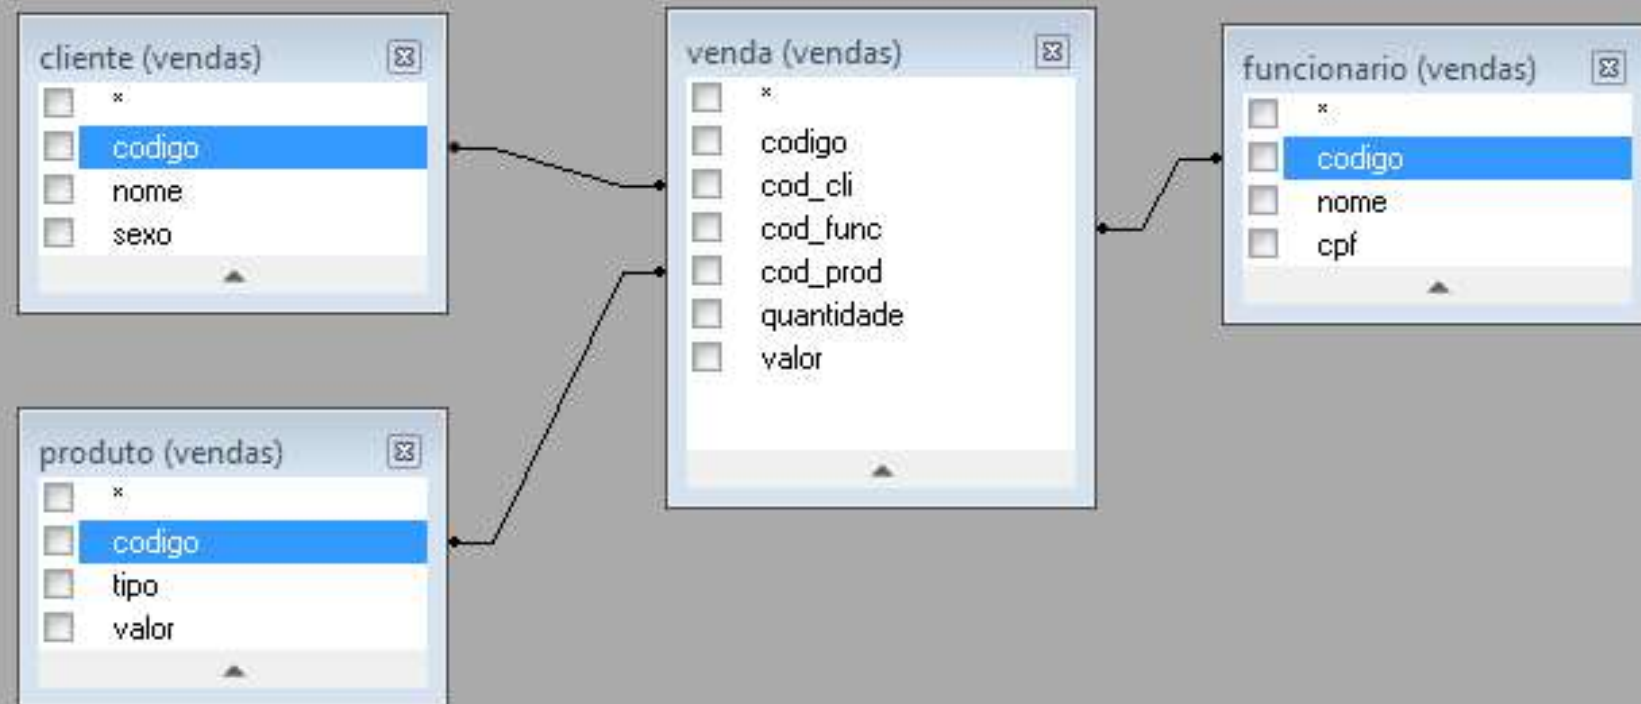 cliente (vendas)
*
codigo
nome
sexo
venda (vendas)
*
codigo
cod_cli
cod_func
cod_prod
quantidade
valor
funcionario (vendas)
*
codigo
nome
cpf
produto (vendas)
*
codigo
tipo
valor